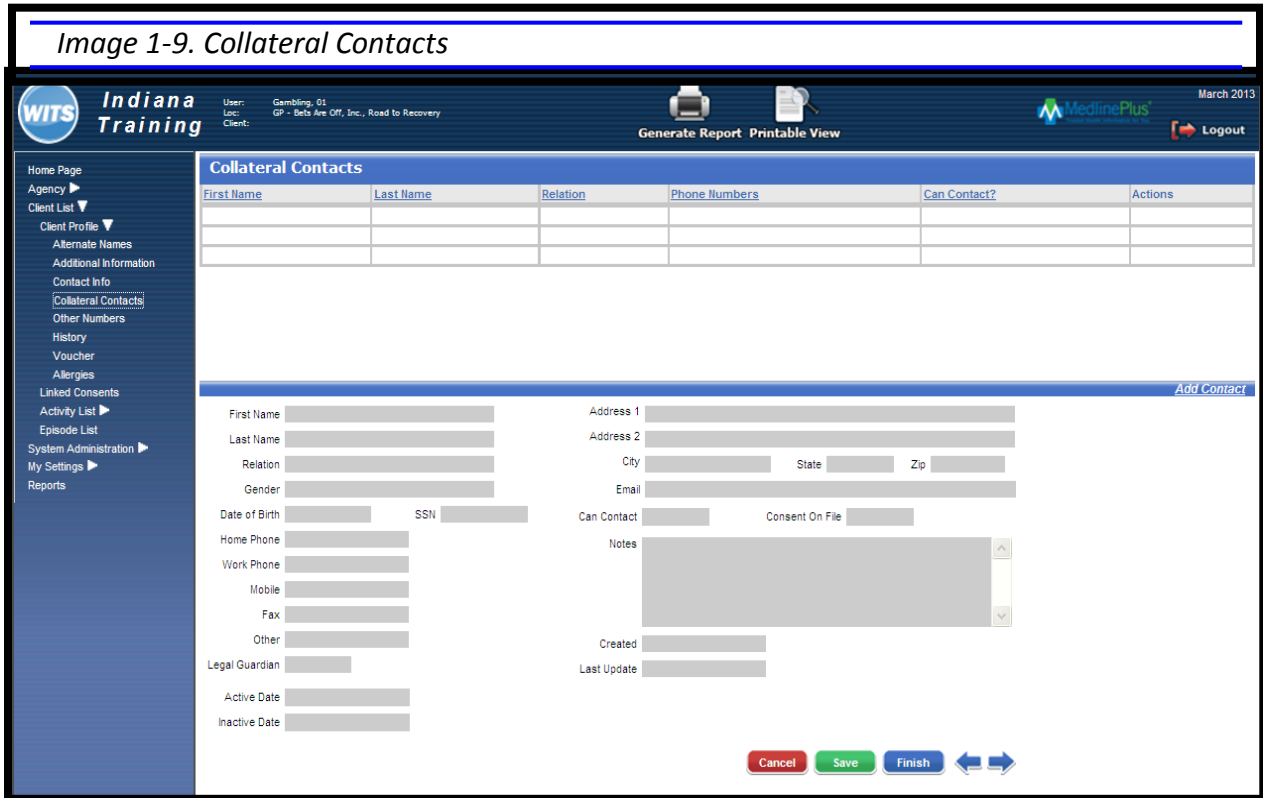 Image 1-9. Collateral Contacts
WITS
Indiana
Training
User: Gambling, 01
Loc: GP - Bets Are Off, Inc., Road to Recovery
Client:
Generate Report Printable View
MedlinePlus
March 2013
Logout
Home Page
Agency
Client List
Client Profile
Alternate Names
Additional Information
Contact Info
Collateral Contacts
Other Numbers
History
Voucher
Allergies
Linked Consents
Activity List
Episode List
System Administration
My Settings
Reports
Collateral Contacts
First Name Last Name Relation Phone Numbers Can Contact? Actions
Add Contact
First Name
Last Name
Relation
Gender
Date of Birth SSN
Home Phone
Work Phone
Mobile
Fax
Other
Legal Guardian
Active Date
Inactive Date
Address 1
Address 2
City State Zip
Email
Can Contact Consent On File
Notes
Created
Last Update
Cancel Save Finish